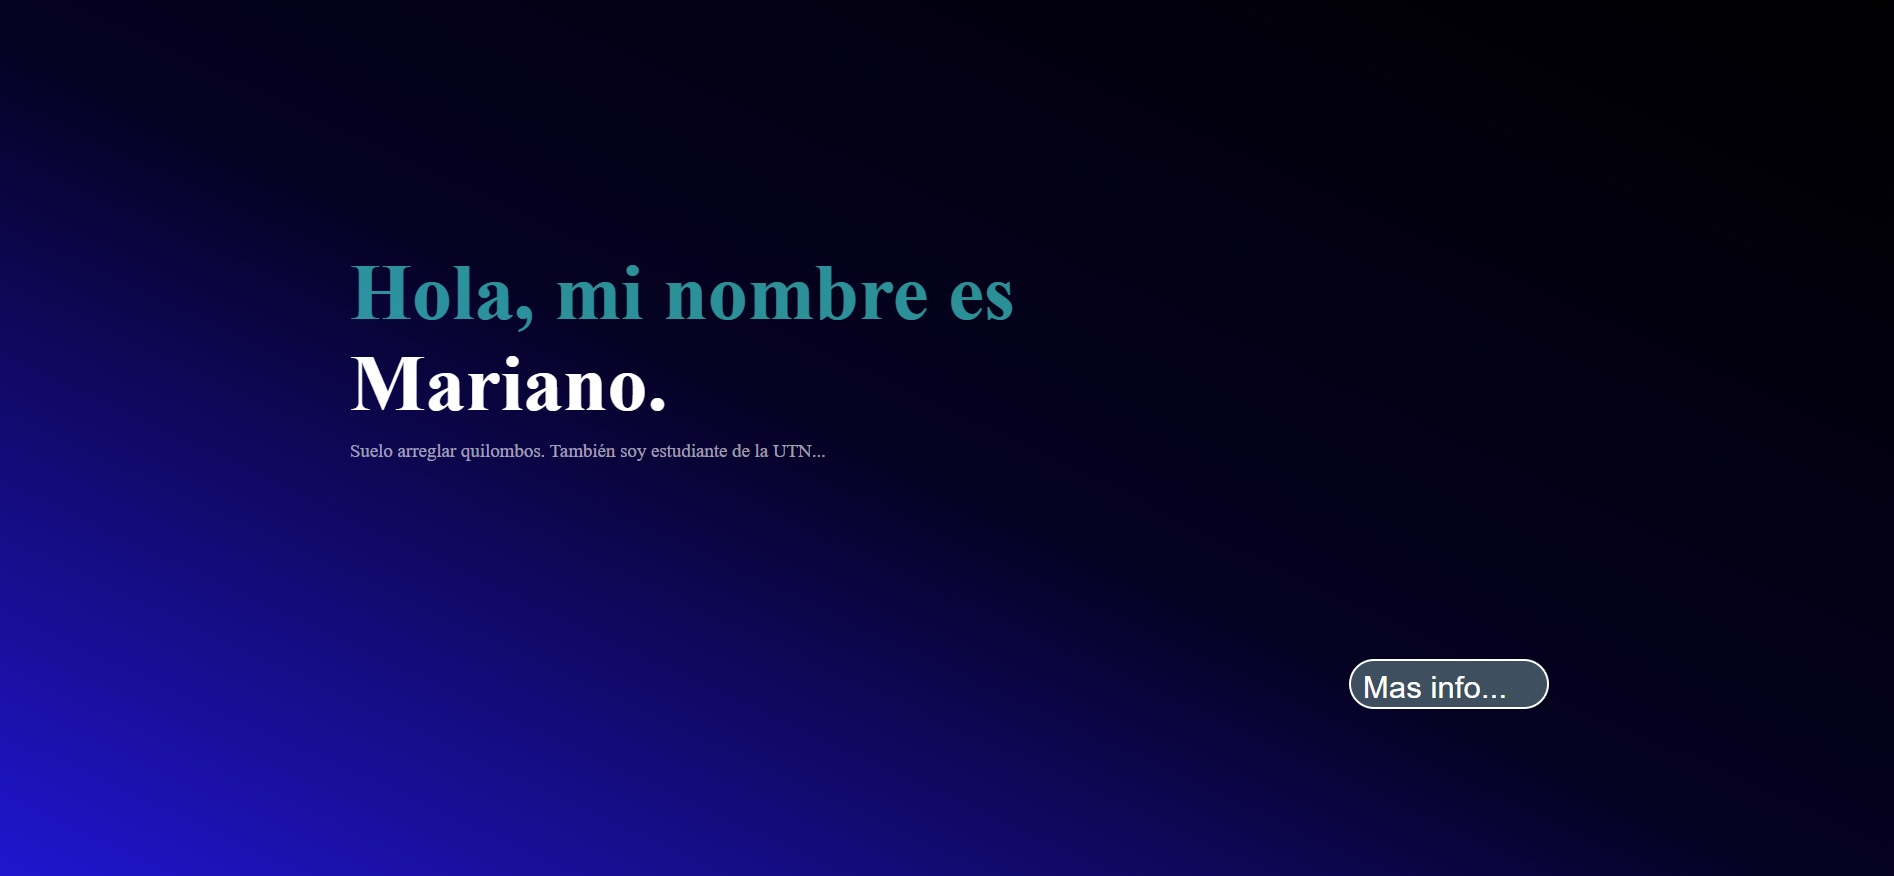 Hola, mi nombre es
Mariano.
Suelo arreglar quilombos. También soy estudiante de la UTN...
Mas info...